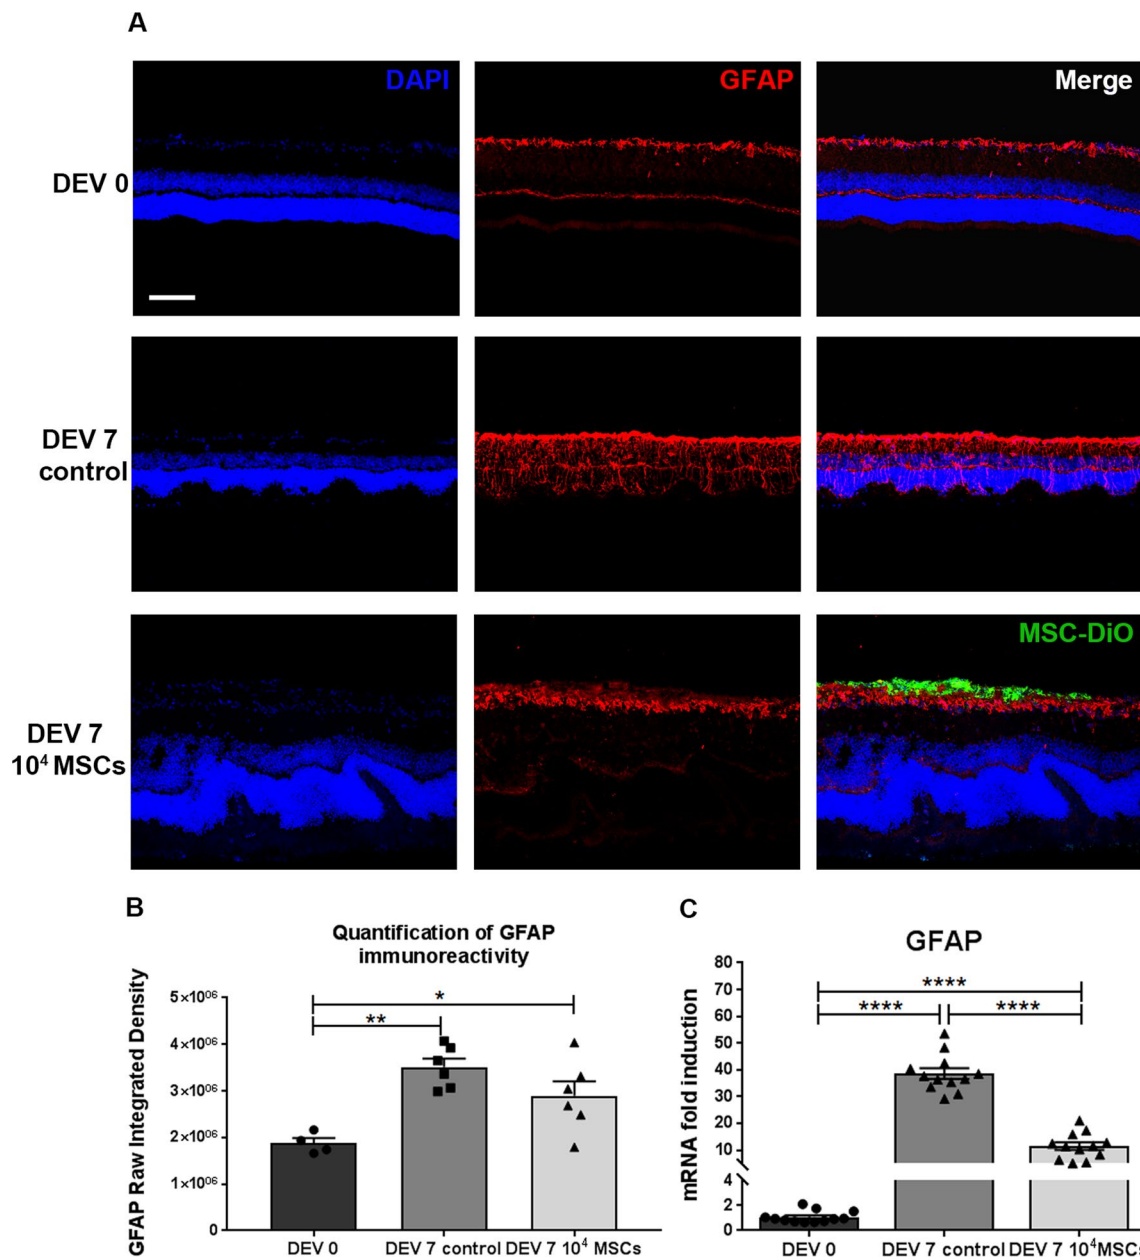 A
DAPI
GFAP
Merge
DEV 0
DEV 7
control
MSC-DiO
DEV 7
10⁴ MSCs
B
Quantification of GFAP
immunoreactivity
GFAP Raw Integrated Density
5×10⁰⁶
4×10⁰⁶
3×10⁰⁶
2×10⁰⁶
1×10⁰⁶
0
*
**
DEV 0
DEV 7 control
DEV 7 10⁴ MSCs
C
GFAP
mRNA fold induction
80
70
60
50
40
30
20
10
4
2
0
****
****
****
DEV 0
DEV 7 control
DEV 7 10⁴MSCs